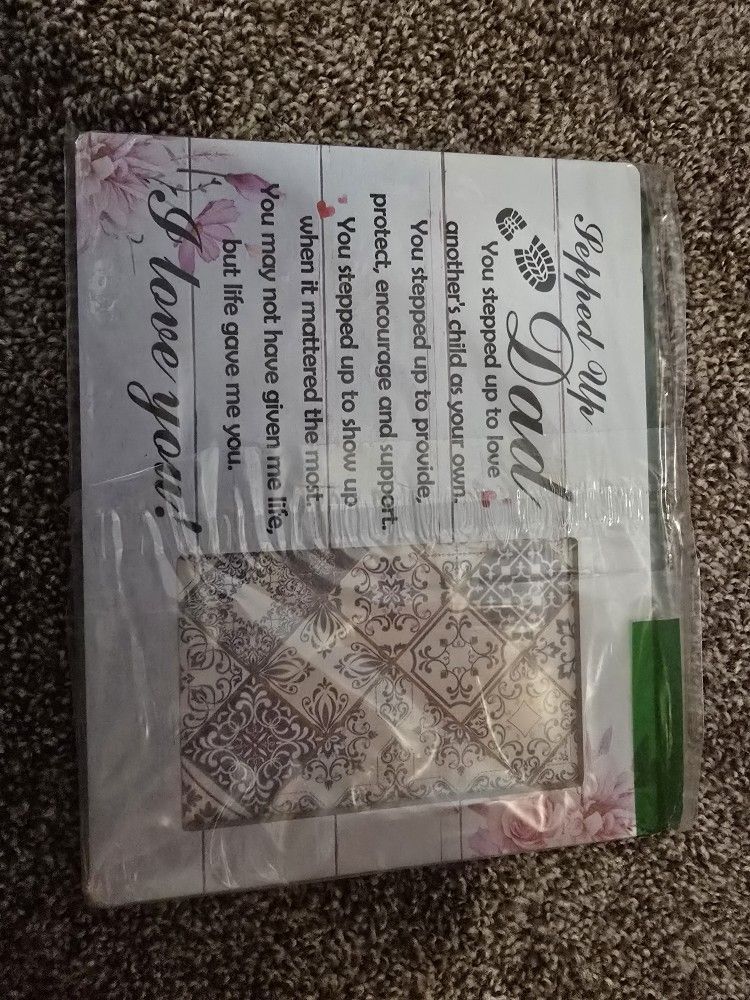 Stepped Up
Dad
You stepped up to love
another's child as your own.
You stepped up to provide,
protect, encourage and support.
You stepped up to show up
when it mattered the most.
You may not have given me life,
but life gave me you.
I love you!